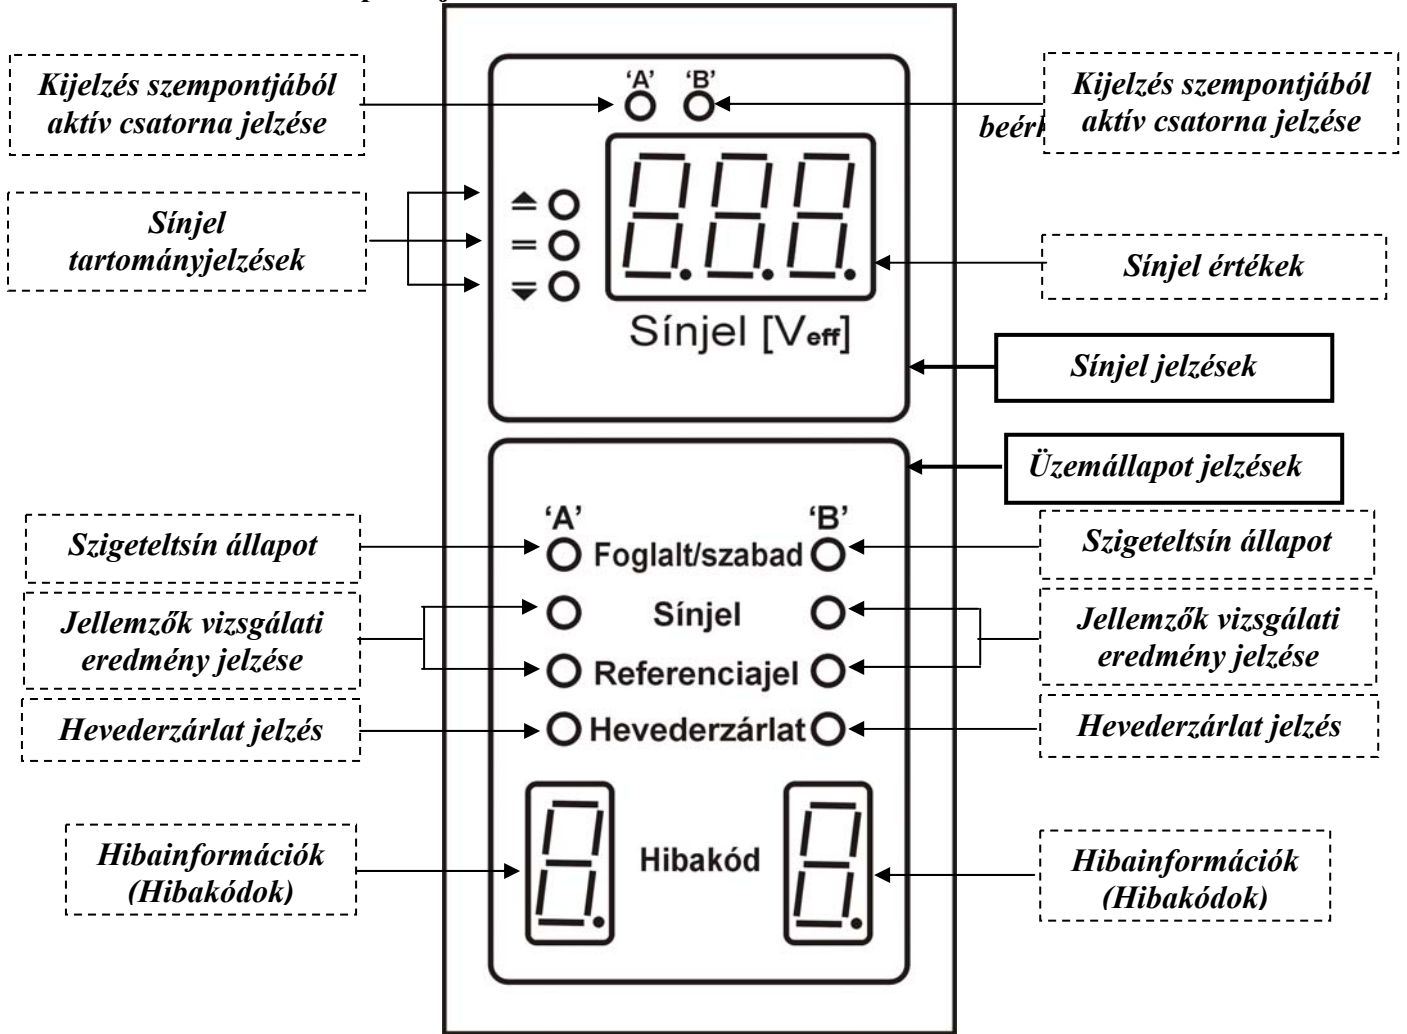 Kijelzés szempontjából
aktív csatorna jelzése
'A' 'B'
Kijelzés szempontjából
aktív csatorna jelzése
Sínjel
tartományjelzések
Sínjel értékek
Sínjel [Veff]
Sínjel jelzések
Üzemállapot jelzések
'A' 'B'
Szigeteltsín állapot
Foglalt/szabad
Szigeteltsín állapot
Jellemzők vizsgálati
eredmény jelzése
Sínjel
Referenciajel
Jellemzők vizsgálati
eredmény jelzése
Hevederzárlat jelzés
Hevederzárlat
Hevederzárlat jelzés
Hibainformációk
(Hibakódok)
Hibakód
Hibainformációk
(Hibakódok)